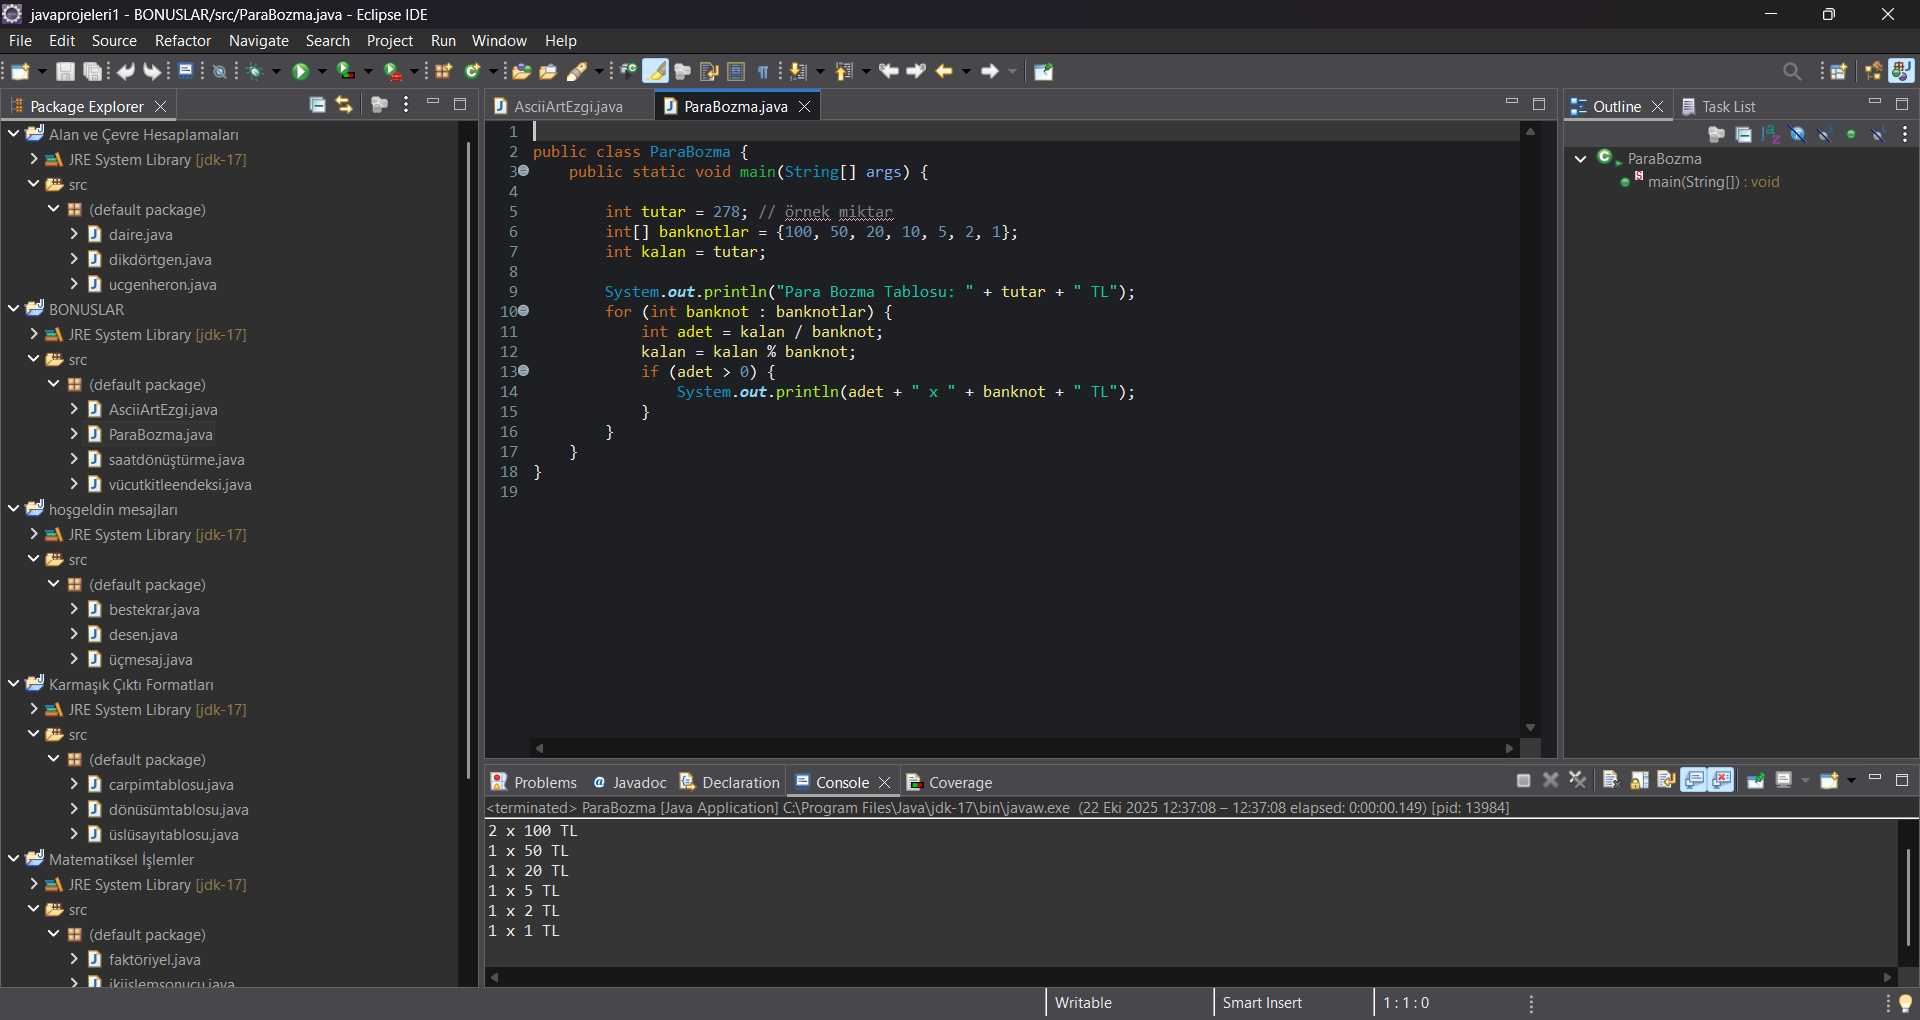 javaprojeleri1 - BONUSLAR/src/ParaBozma.java - Eclipse IDE
File Edit Source Refactor Navigate Search Project Run Window Help
Package Explorer
Alan ve Çevre Hesaplamaları
JRE System Library [jdk-17]
src
(default package)
daire.java
dikdörtgen.java
ucgenheron.java
BONUSLAR
JRE System Library [jdk-17]
src
(default package)
AsciiArtEzgi.java
ParaBozma.java
saatdönüştürme.java
vücutkitleendeksi.java
hoşgeldin mesajları
JRE System Library [jdk-17]
src
(default package)
bestekrar.java
desen.java
üçmesaj.java
Karmaşık Çıktı Formatları
JRE System Library [jdk-17]
src
(default package)
carpimtablosu.java
dönüsümtablosu.java
üslüsayıtablosu.java
Matematiksel İşlemler
JRE System Library [jdk-17]
src
(default package)
faktöriyel.java
ikiislemsonucu.java
AsciiArtEzgi.java ParaBozma.java
1
2 public class ParaBozma {
3 public static void main(String[] args) {
4
5 int tutar = 278; // örnek miktar
6 int[] banknotlar = {100, 50, 20, 10, 5, 2, 1};
7 int kalan = tutar;
8
9 System.out.println("Para Bozma Tablosu: " + tutar + " TL");
10 for (int banknot : banknotlar) {
11 int adet = kalan / banknot;
12 kalan = kalan % banknot;
13 if (adet > 0) {
14 System.out.println(adet + " x " + banknot + " TL");
15 }
16 }
17 }
18 }
19
Outline Task List
ParaBozma
main(String[]) : void
Problems Javadoc Declaration Console Coverage
<terminated> ParaBozma [Java Application] C:\Program Files\Java\jdk-17\bin\javaw.exe (22 Eki 2025 12:37:08 – 12:37:08 elapsed: 0:00:00.149) [pid: 13984]
2 x 100 TL
1 x 50 TL
1 x 20 TL
1 x 5 TL
1 x 2 TL
1 x 1 TL
Writable Smart Insert 1 : 1 : 0